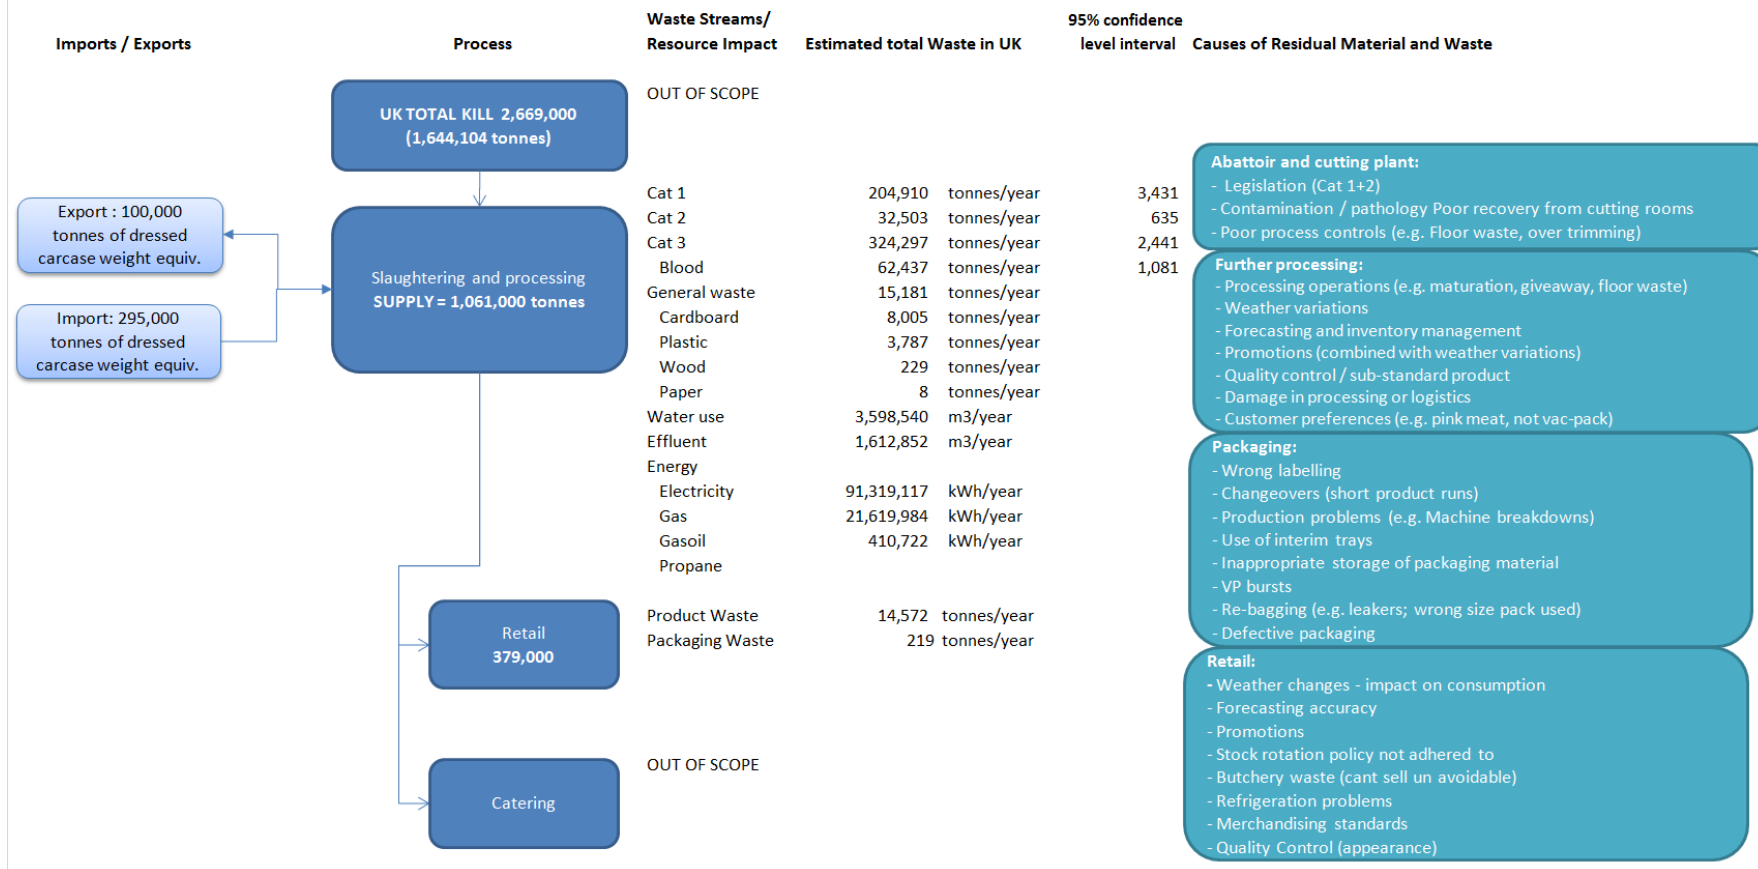 Imports / Exports
Process
Waste Streams/
Resource Impact
Estimated total Waste in UK
95% confidence
level interval
Causes of Residual Material and Waste
UK TOTAL KILL 2,669,000
(1,644,104 tonnes)
OUT OF SCOPE
Export : 100,000
tonnes of dressed
carcase weight equiv.
Import: 295,000
tonnes of dressed
carcase weight equiv.
Slaughtering and processing
SUPPLY = 1,061,000 tonnes
Cat 1 204,910 tonnes/year 3,431
Cat 2 32,503 tonnes/year 635
Cat 3 324,297 tonnes/year 2,441
Blood 62,437 tonnes/year 1,081
General waste 15,181 tonnes/year
Cardboard 8,005 tonnes/year
Plastic 3,787 tonnes/year
Wood 229 tonnes/year
Paper 8 tonnes/year
Water use 3,598,540 m3/year
Effluent 1,612,852 m3/year
Energy
Electricity 91,319,117 kWh/year
Gas 21,619,984 kWh/year
Gasoil 410,722 kWh/year
Propane
Retail
379,000
Product Waste 14,572 tonnes/year
Packaging Waste 219 tonnes/year
Catering
OUT OF SCOPE
Abattoir and cutting plant:
- Legislation (Cat 1+2)
- Contamination / pathology Poor recovery from cutting rooms
- Poor process controls (e.g. Floor waste, over trimming)
Further processing:
- Processing operations (e.g. maturation, giveaway, floor waste)
- Weather variations
- Forecasting and inventory management
- Promotions (combined with weather variations)
- Quality control / sub-standard product
- Damage in processing or logistics
- Customer preferences (e.g. pink meat, not vac-pack)
Packaging:
- Wrong labelling
- Changeovers (short product runs)
- Production problems (e.g. Machine breakdowns)
- Use of interim trays
- Inappropriate storage of packaging material
- VP bursts
- Re-bagging (e.g. leakers; wrong size pack used)
- Defective packaging
Retail:
- Weather changes - impact on consumption
- Forecasting accuracy
- Promotions
- Stock rotation policy not adhered to
- Butchery waste (cant sell un avoidable)
- Refrigeration problems
- Merchandising standards
- Quality Control (appearance)